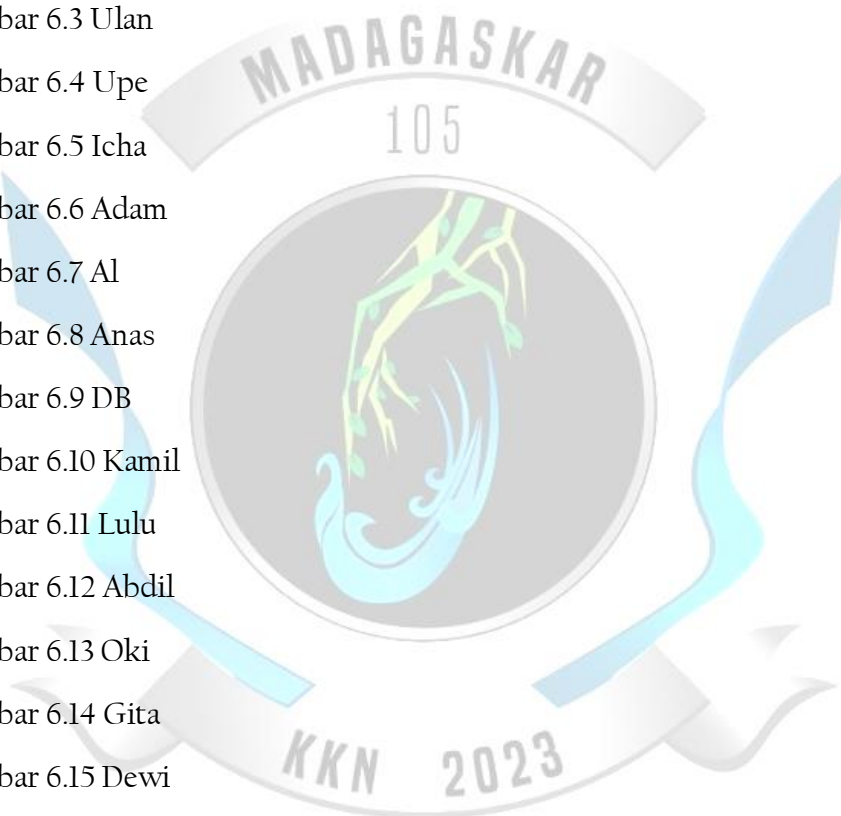 bar 6.3 Ulan
bar 6.4 Upe
bar 6.5 Icha
bar 6.6 Adam
bar 6.7 Al
bar 6.8 Anas
bar 6.9 DB
bar 6.10 Kamil
bar 6.11 Lulu
bar 6.12 Abdil
bar 6.13 Oki
bar 6.14 Gita
bar 6.15 Dewi
MADAGASKAR
105
KKN 2023